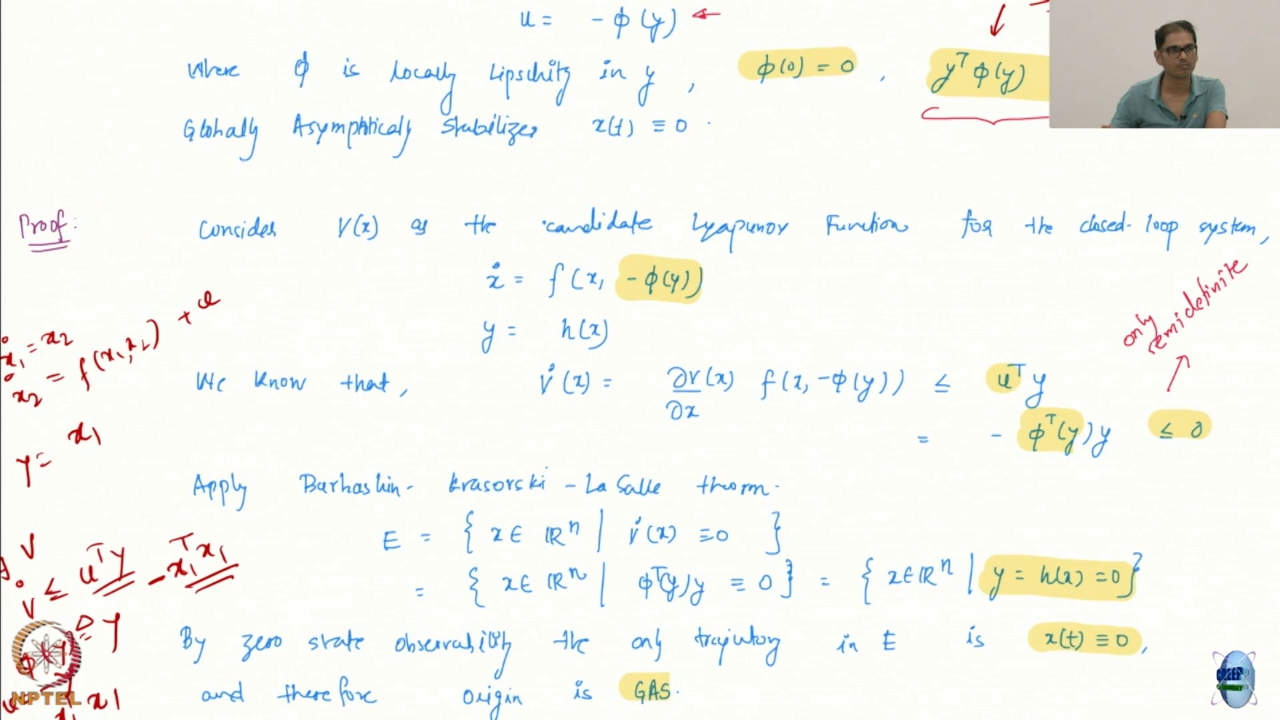 u = - ϕ(y) ←
Where ϕ is locally Lipschitz in y , ϕ(0) = 0 , yᵀϕ(y)
Globally Asymptotically Stabilizes x(t) ≡ 0 .
Proof:
Consider V(x) as the candidate Lyapunov Function for the closed-loop system,
ẋ = f(x, -ϕ(y))
y = h(x)
only semidefinite
ẋ₁ = x₂
ẋ₂ = f(x₁, x₂) + u
y = x₁
We know that, V̇(x) = ∂V(x)/∂x f(x, -ϕ(y)) ≤ uᵀy
= - ϕᵀ(y)y ≤ 0
Apply Barbashin - Krasovski - LaSalle theorm.
E = { x ∈ ℝⁿ | V̇(x) ≡ 0 }
= { x ∈ ℝⁿ | ϕᵀ(y)y ≡ 0 } = { x ∈ ℝⁿ | y = h(x) = 0 }
V
V̇ ≤ uᵀy - x₁ᵀx₁
By zero state observability the only trajectory in E is x(t) ≡ 0 ,
and therefore origin is GAS.
NPTEL